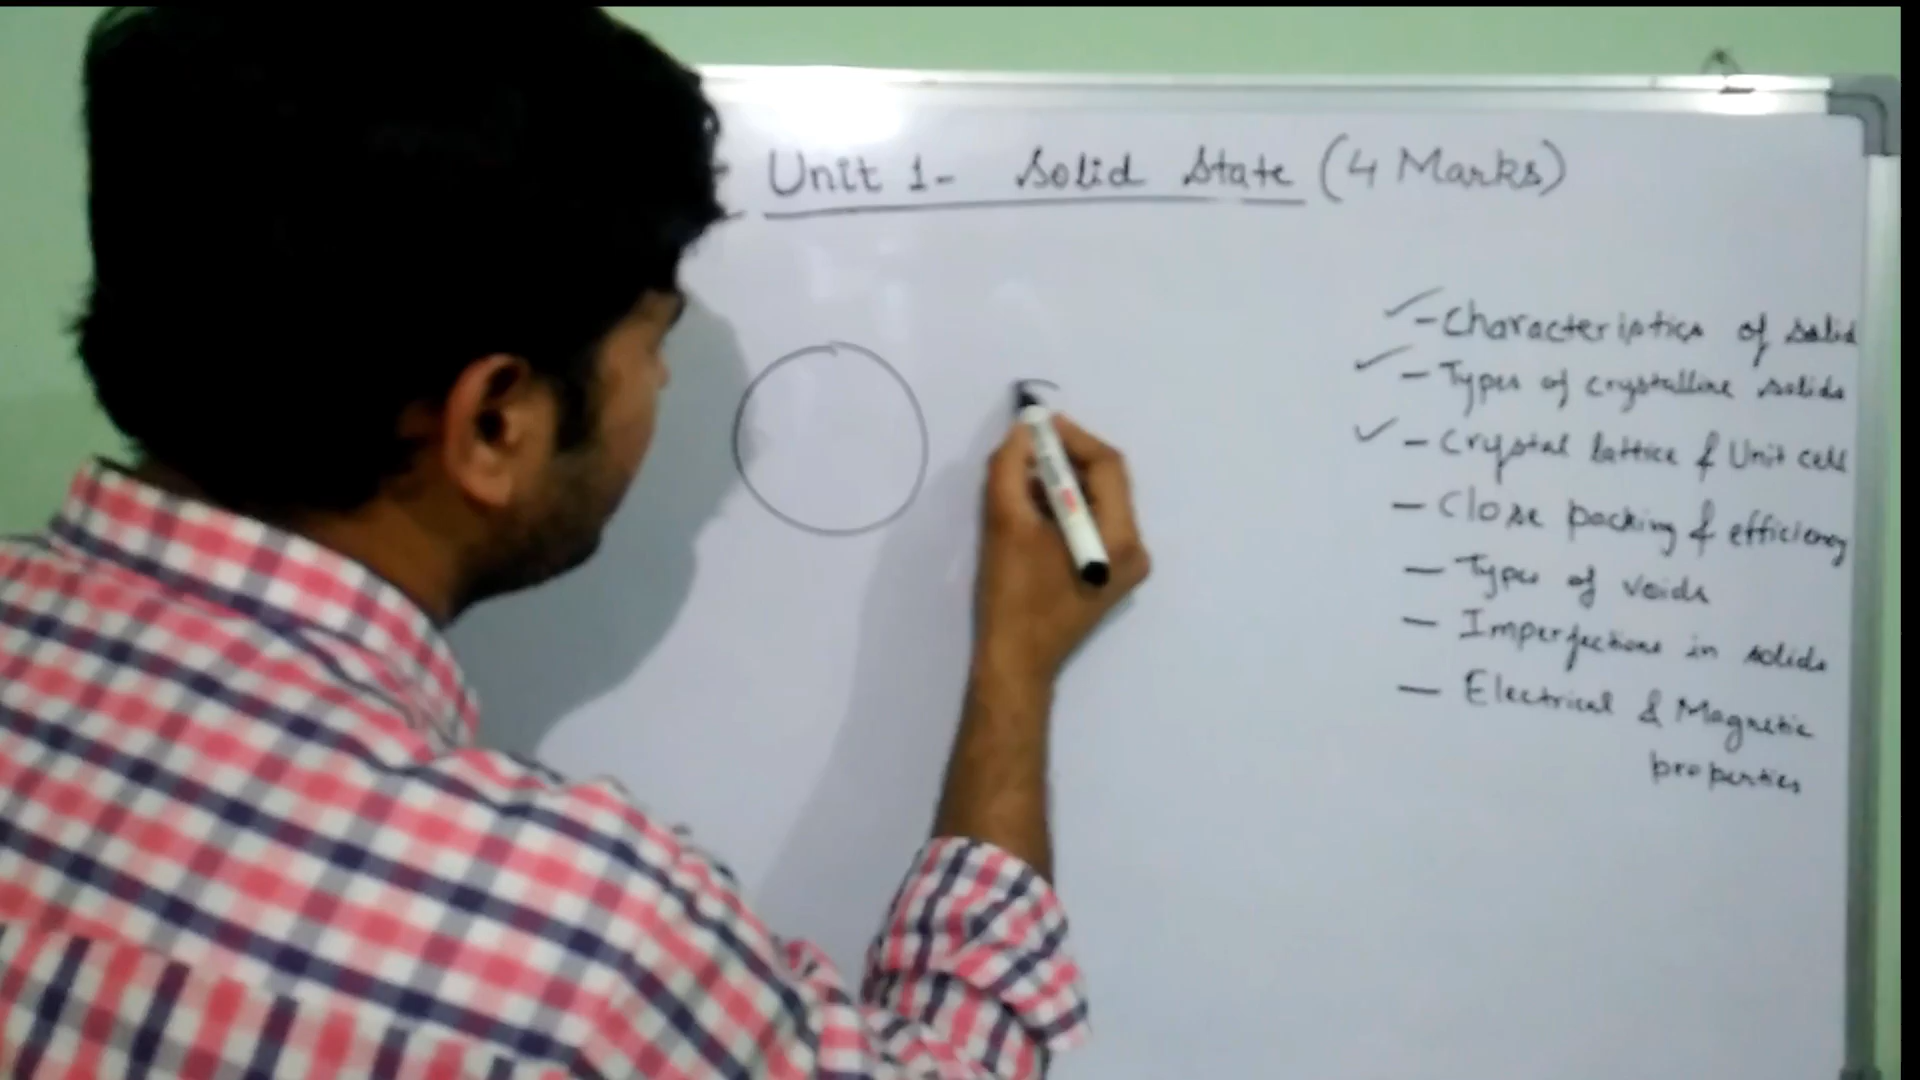 Unit 1- Solid State (4 Marks)
- Characteristics of solid
- Types of crystalline solids
- Crystal lattice & Unit cell
- Close packing & efficiency
- Types of voids
- Imperfections in solids
- Electrical & Magnetic
properties